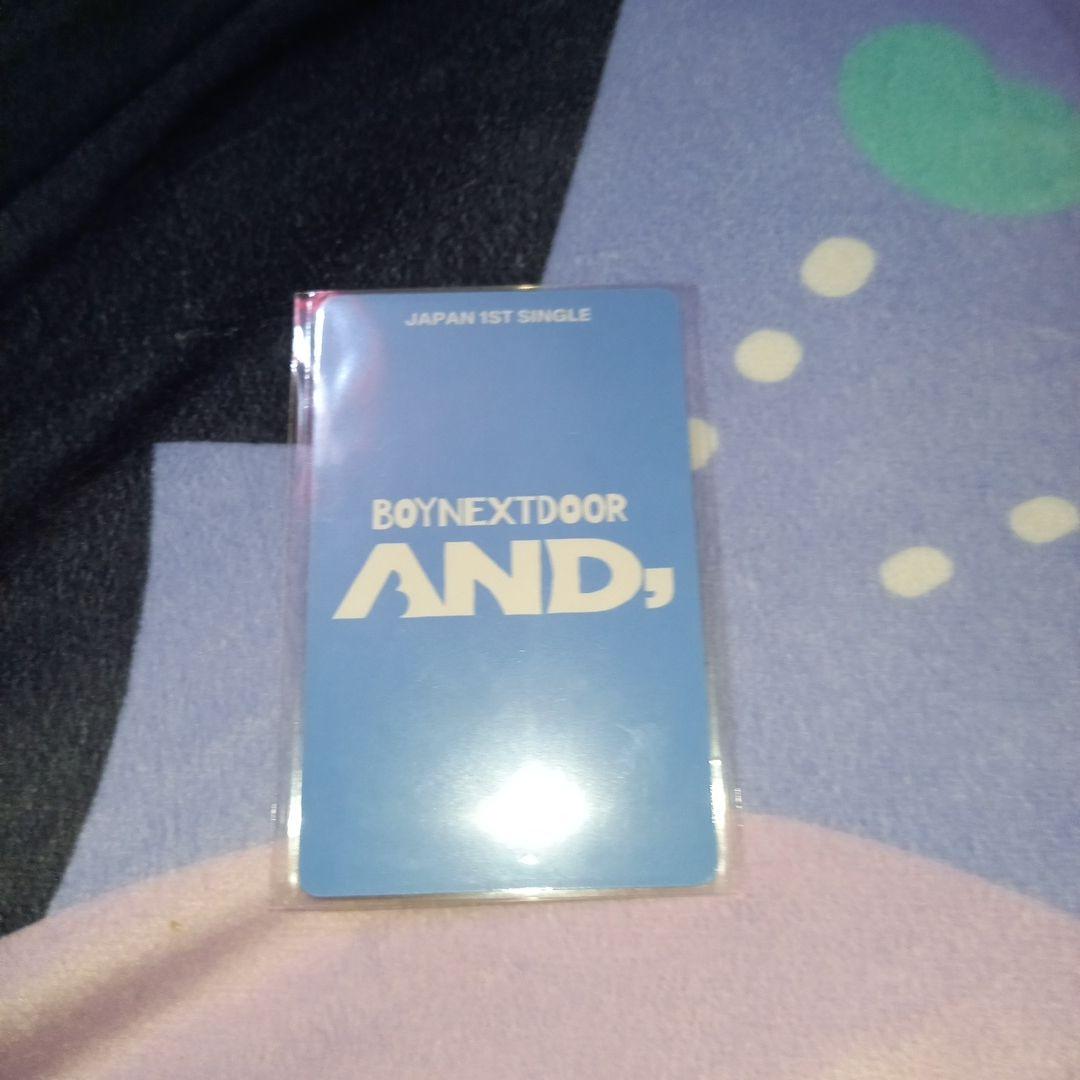 JAPAN 1ST SINGLE
BOYNEXTDOOR
AND,